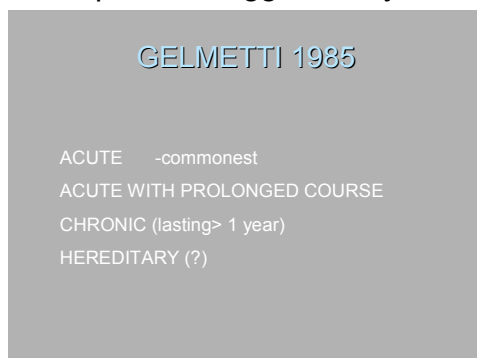 GELMETTI 1985
ACUTE -commonest
ACUTE WITH PROLONGED COURSE
CHRONIC (lasting> 1 year)
HEREDITARY (?)